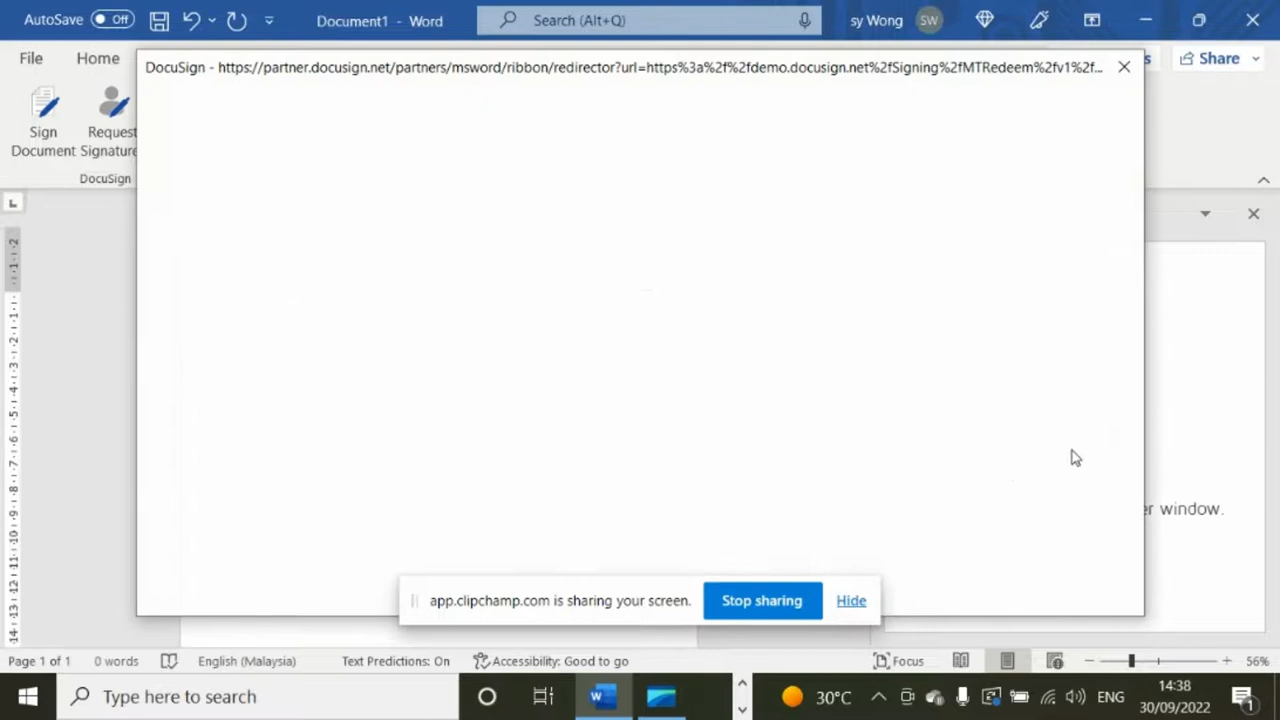 AutoSave Off Document1 - Word Search (Alt+Q) sy Wong SW
File Home Share
DocuSign - https://partner.docusign.net/partners/msword/ribbon/redirector?url=https%3a%2f%2fdemo.docusign.net%2fSigning%2fMTRedeem%2fv1%2f...
Sign Document
Request Signature
DocuSign
er window.
app.clipchamp.com is sharing your screen. Stop sharing Hide
Page 1 of 1 0 words English (Malaysia) Text Predictions: On Accessibility: Good to go Focus 56%
Type here to search 30°C ENG 14:38
30/09/2022 1